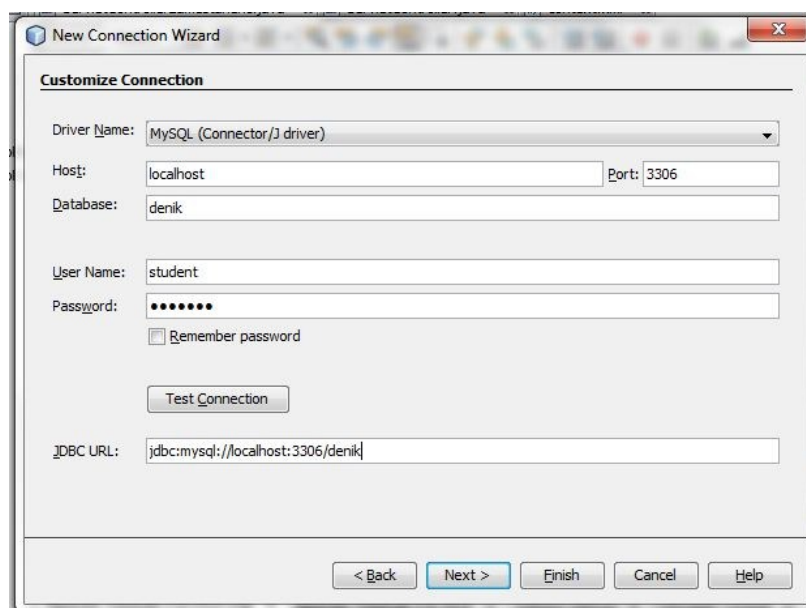 New Connection Wizard
Customize Connection
Driver Name: MySQL (Connector/J driver)
Host: localhost Port: 3306
Database: denik
User Name: student
Password: •••••••
Remember password
Test Connection
JDBC URL: jdbc:mysql://localhost:3306/denik
< Back Next > Finish Cancel Help